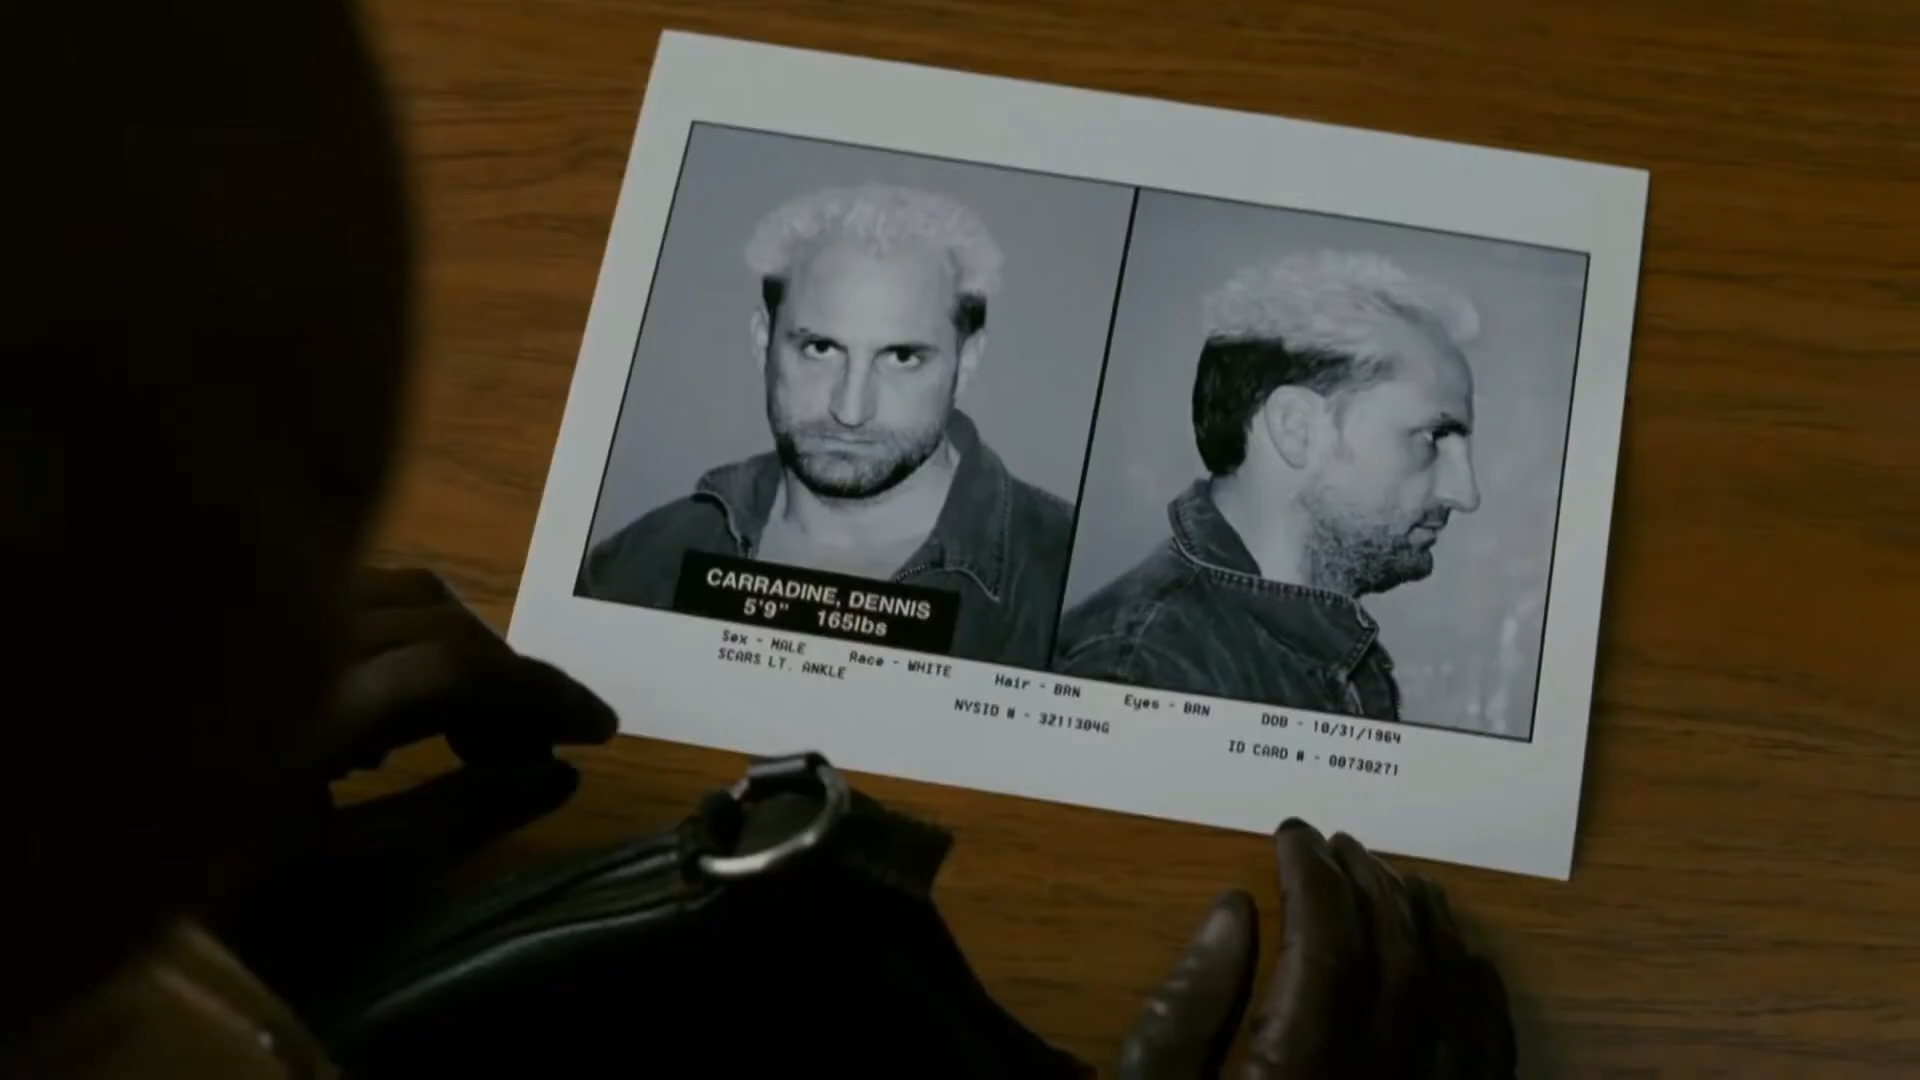 CARRADINE, DENNIS
5'9" 165lbs
Sex - MALE Race - WHITE Hair - BRN Eyes - BRN DOB - 10/31/1964
SCARS LT. ANKLE
NYSID # - 3211304G
ID CARD # - 00730271